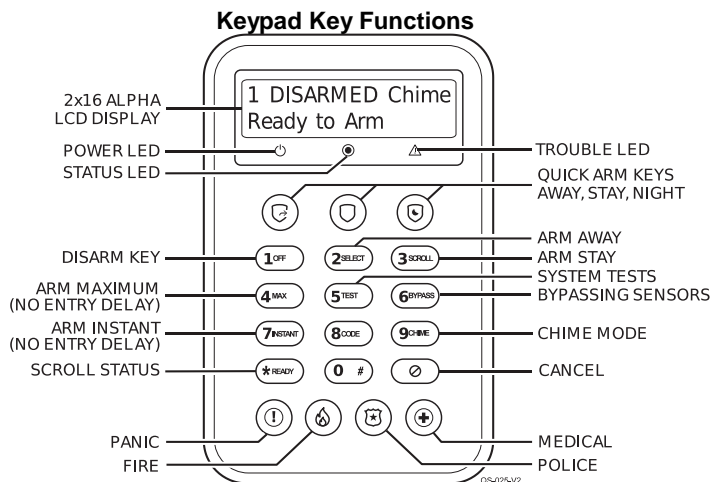 Keypad Key Functions
1 DISARMED Chime
Ready to Arm
2x16 ALPHA
LCD DISPLAY
POWER LED
STATUS LED
TROUBLE LED
QUICK ARM KEYS
AWAY, STAY, NIGHT
DISARM KEY
1 OFF
2 SELECT
3 SCROLL
ARM AWAY
ARM STAY
ARM MAXIMUM
(NO ENTRY DELAY)
4 MAX
5 TEST
6 BYPASS
SYSTEM TESTS
BYPASSING SENSORS
ARM INSTANT
(NO ENTRY DELAY)
7 INSTANT
8 CODE
9 CHIME
CHIME MODE
SCROLL STATUS
* READY
0 #
CANCEL
PANIC
FIRE
MEDICAL
POLICE
OS-025-V2